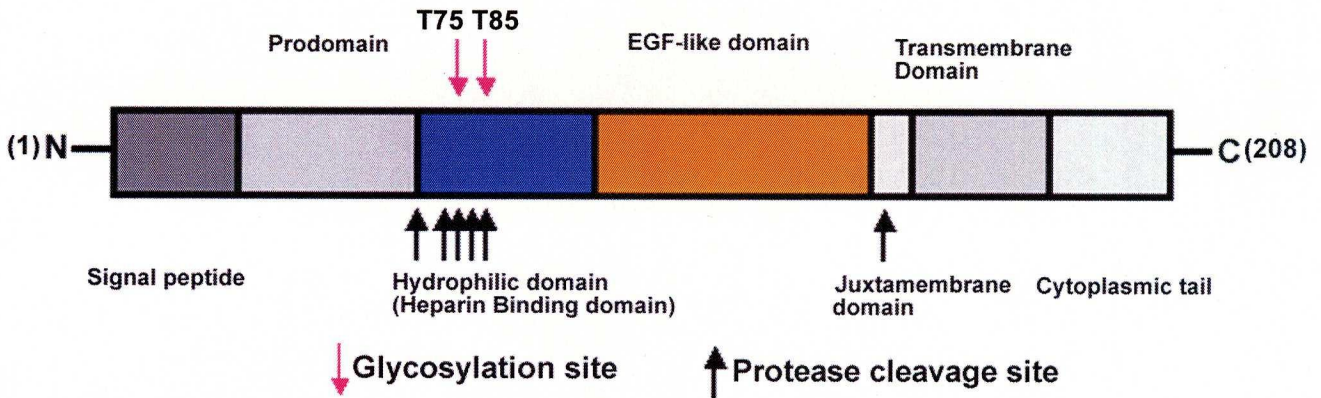 T75 T85
Prodomain
EGF-like domain
Transmembrane
Domain
(1) N
C (208)
Signal peptide
Hydrophilic domain
(Heparin Binding domain)
Juxtamembrane
domain
Cytoplasmic tail
Glycosylation site
Protease cleavage site